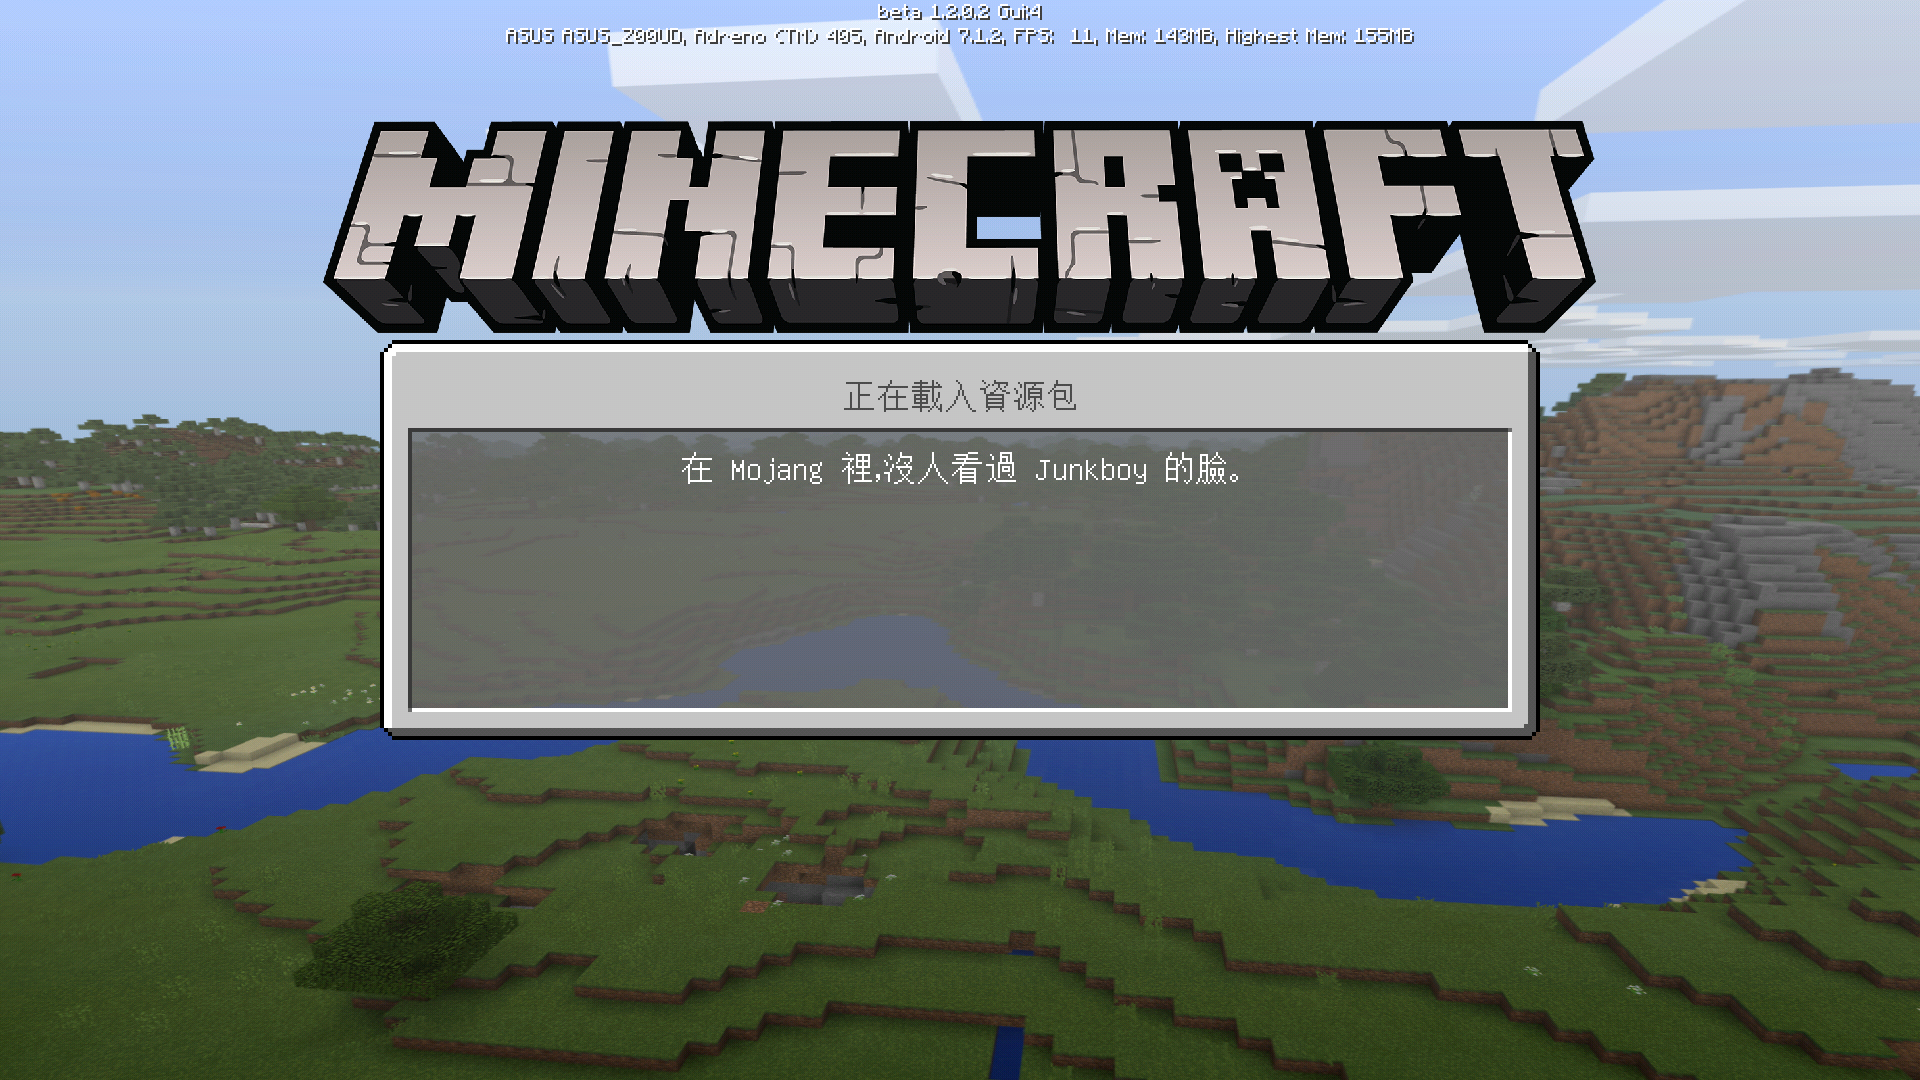 beta 1.2.0.2 Gui:4
ASUS ASUS_Z00UD, Adreno (TM) 405, Android 7.1.2, FPS: 11, Mem: 143MB, Highest Mem: 155MB
MINECRAFT
正在載入資源包
在 Mojang 裡,沒人看過 Junkboy 的臉。